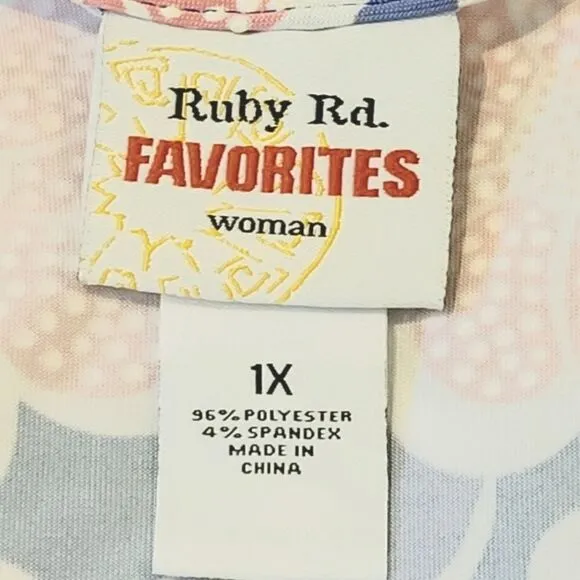 Ruby Rd.
FAVORITES
woman
1X
96% POLYESTER
4% SPANDEX
MADE IN
CHINA